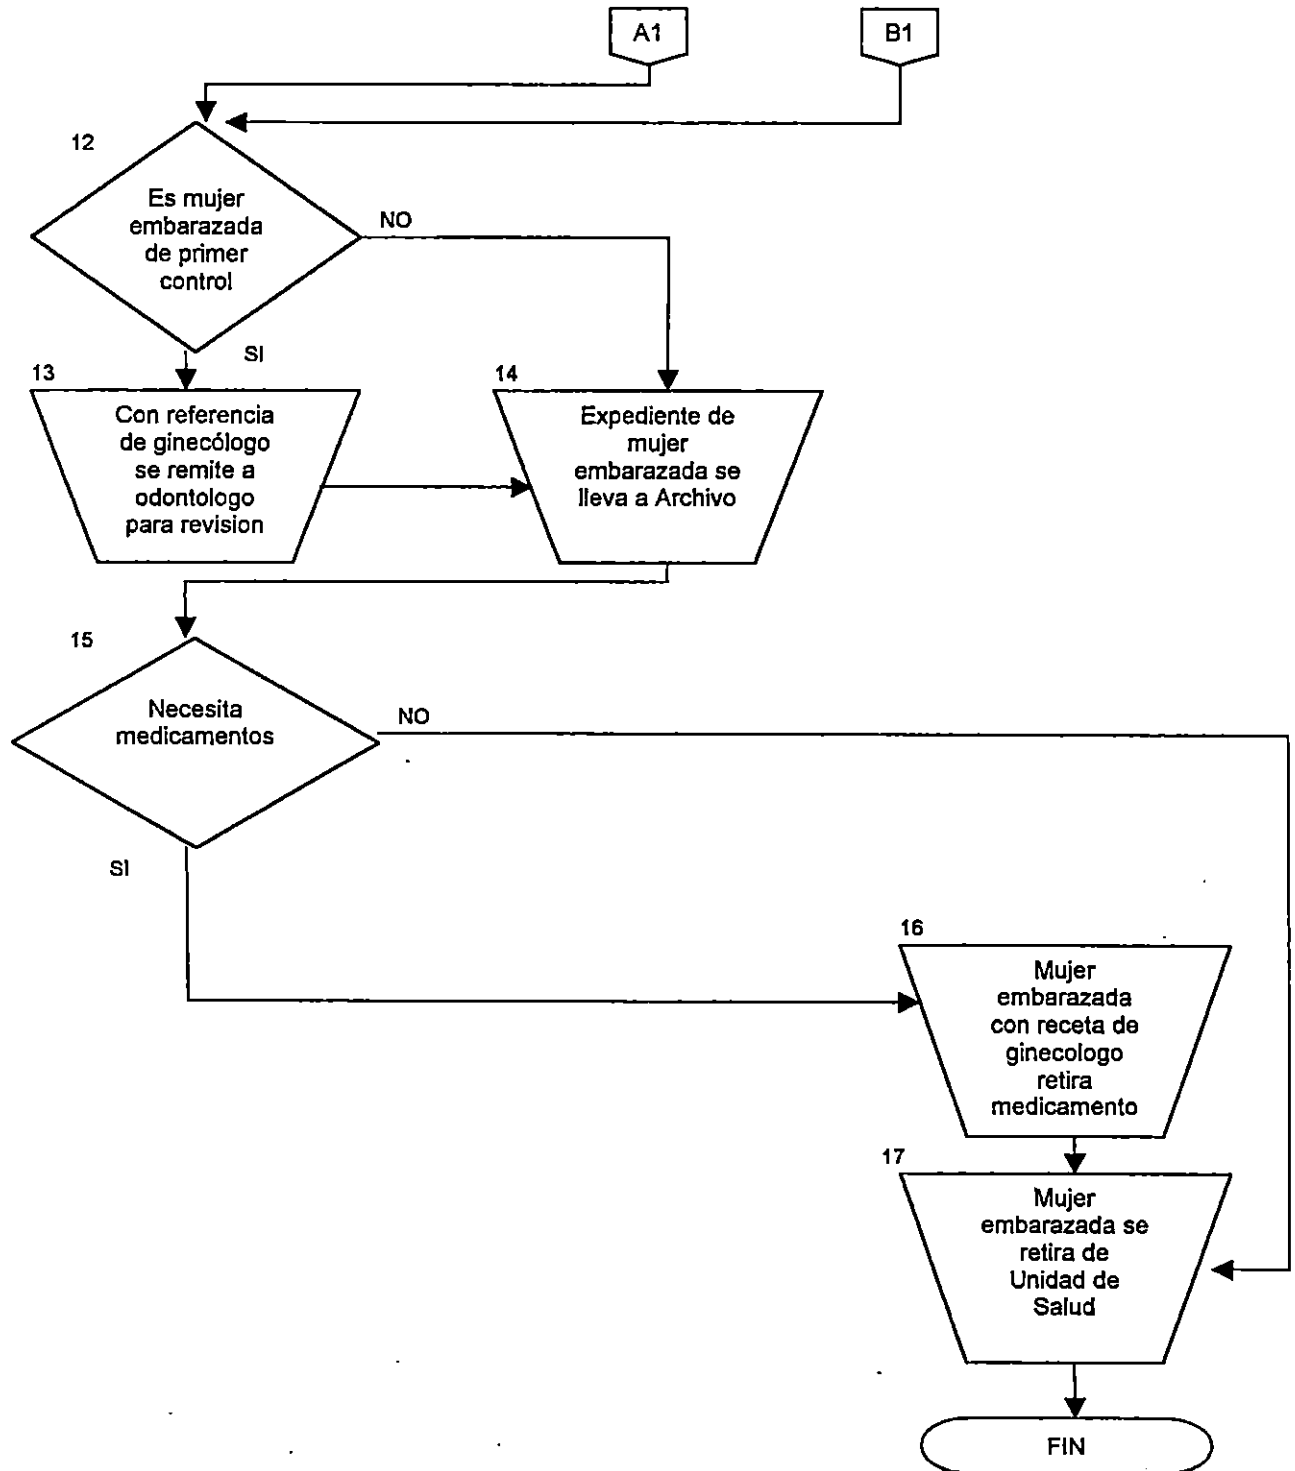 A1
B1
12
Es mujer
embarazada
de primer
control
NO
SI
13
Con referencia
de ginecólogo
se remite a
odontologo
para revision
14
Expediente de
mujer
embarazada se
lleva a Archivo
15
Necesita
medicamentos
NO
SI
16
Mujer
embarazada
con receta de
ginecologo
retira
medicamento
17
Mujer
embarazada se
retira de
Unidad de
Salud
FIN